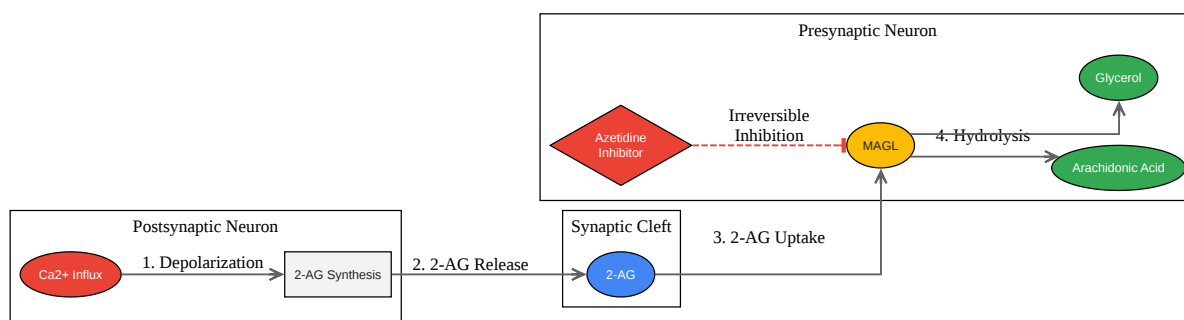 Presynaptic Neuron
Glycerol
Azetidine
Inhibitor
Irreversible
Inhibition
MAGL
4. Hydrolysis
Arachidonic Acid
Postsynaptic Neuron
Ca2+ Influx
1. Depolarization
2-AG Synthesis
2. 2-AG Release
Synaptic Cleft
2-AG
3. 2-AG Uptake